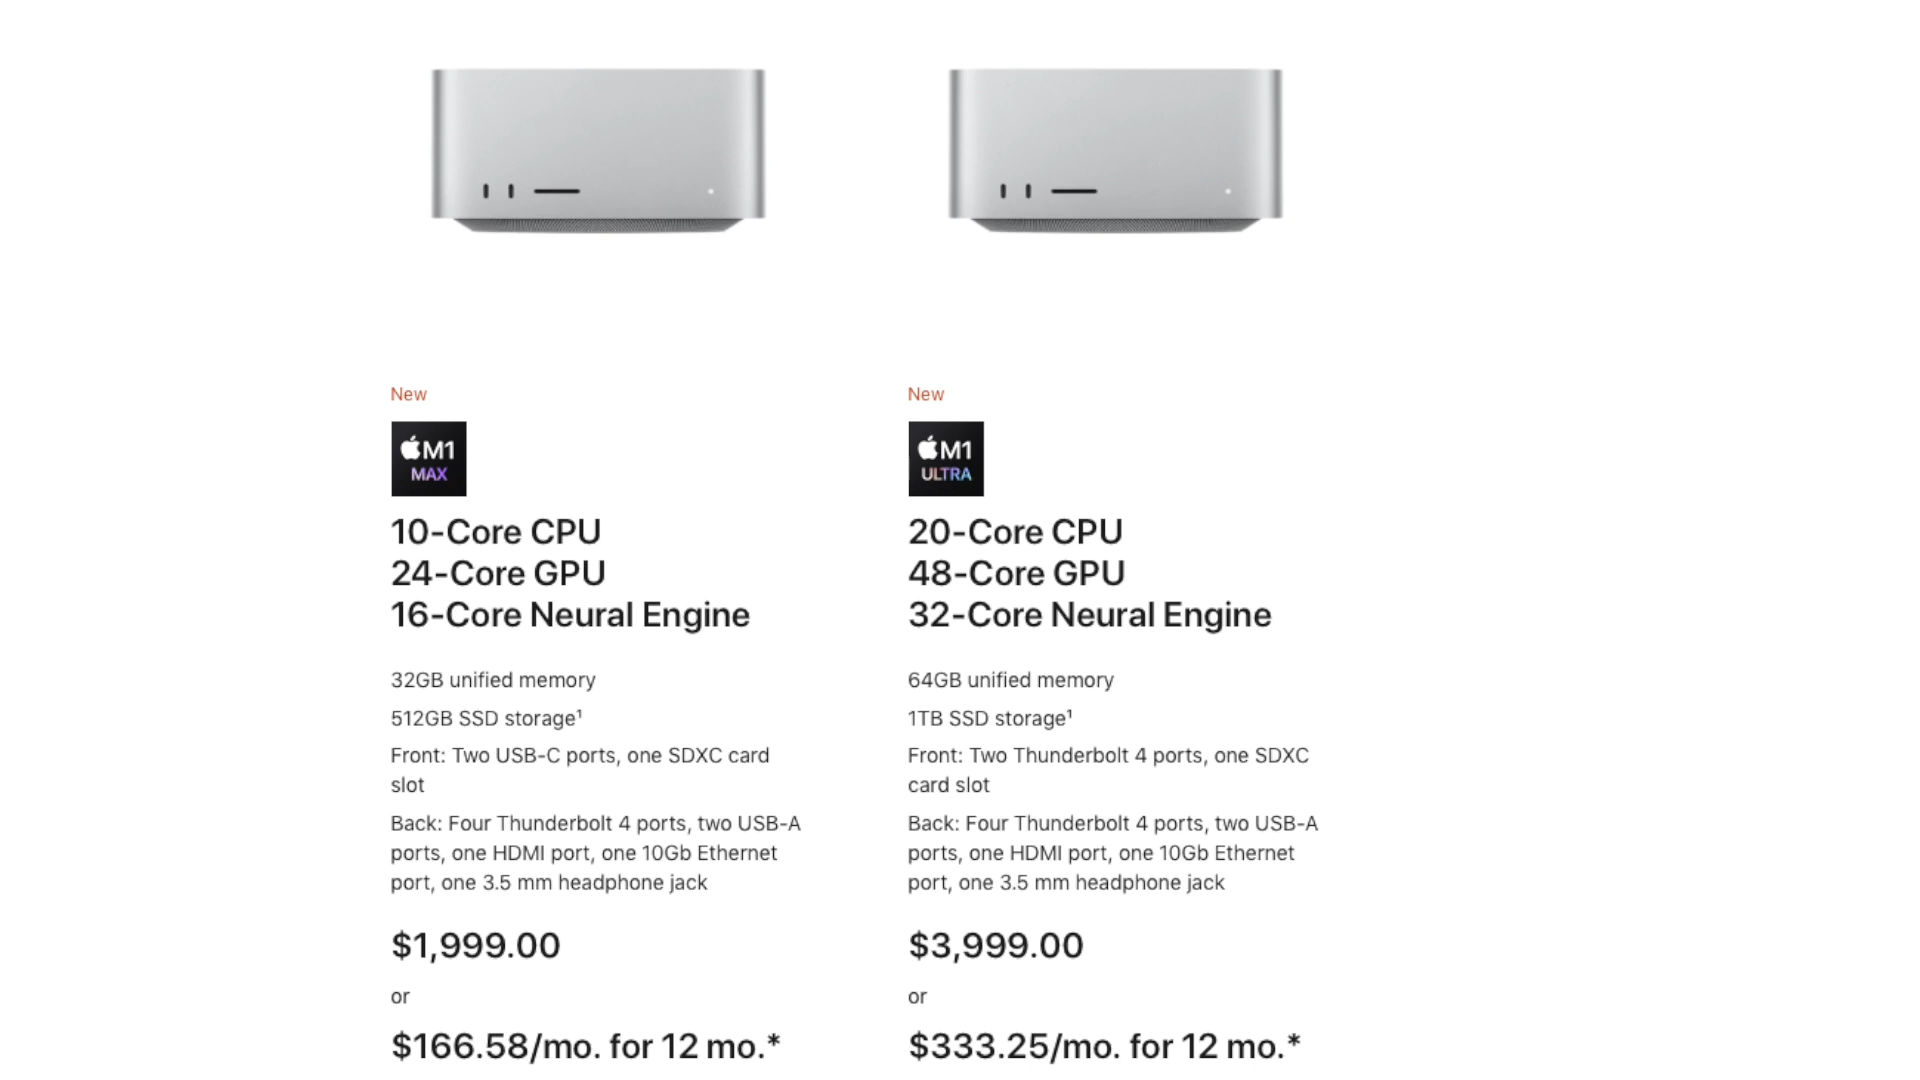 New
M1
MAX
10-Core CPU
24-Core GPU
16-Core Neural Engine
32GB unified memory
512GB SSD storage¹
Front: Two USB-C ports, one SDXC card
slot
Back: Four Thunderbolt 4 ports, two USB-A
ports, one HDMI port, one 10Gb Ethernet
port, one 3.5 mm headphone jack
$1,999.00
or
$166.58/mo. for 12 mo.*
New
M1
ULTRA
20-Core CPU
48-Core GPU
32-Core Neural Engine
64GB unified memory
1TB SSD storage¹
Front: Two Thunderbolt 4 ports, one SDXC
card slot
Back: Four Thunderbolt 4 ports, two USB-A
ports, one HDMI port, one 10Gb Ethernet
port, one 3.5 mm headphone jack
$3,999.00
or
$333.25/mo. for 12 mo.*